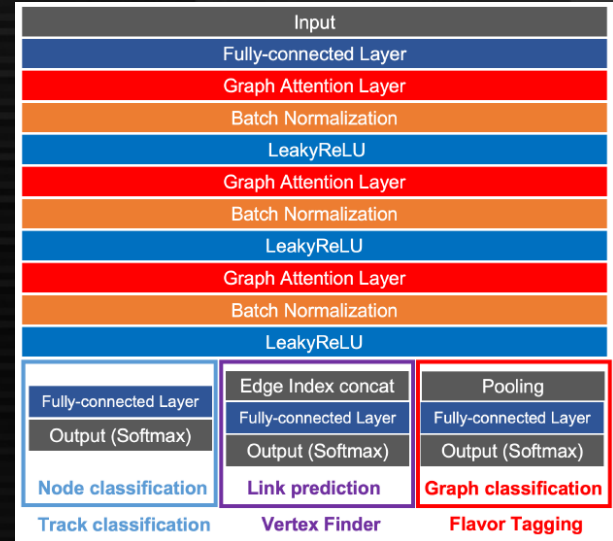 Input
Fully-connected Layer
Graph Attention Layer
Batch Normalization
LeakyReLU
Graph Attention Layer
Batch Normalization
LeakyReLU
Graph Attention Layer
Batch Normalization
LeakyReLU
Fully-connected Layer
Output (Softmax)
Node classification
Track classification
Edge Index concat
Fully-connected Layer
Output (Softmax)
Link prediction
Vertex Finder
Pooling
Fully-connected Layer
Output (Softmax)
Graph classification
Flavor Tagging